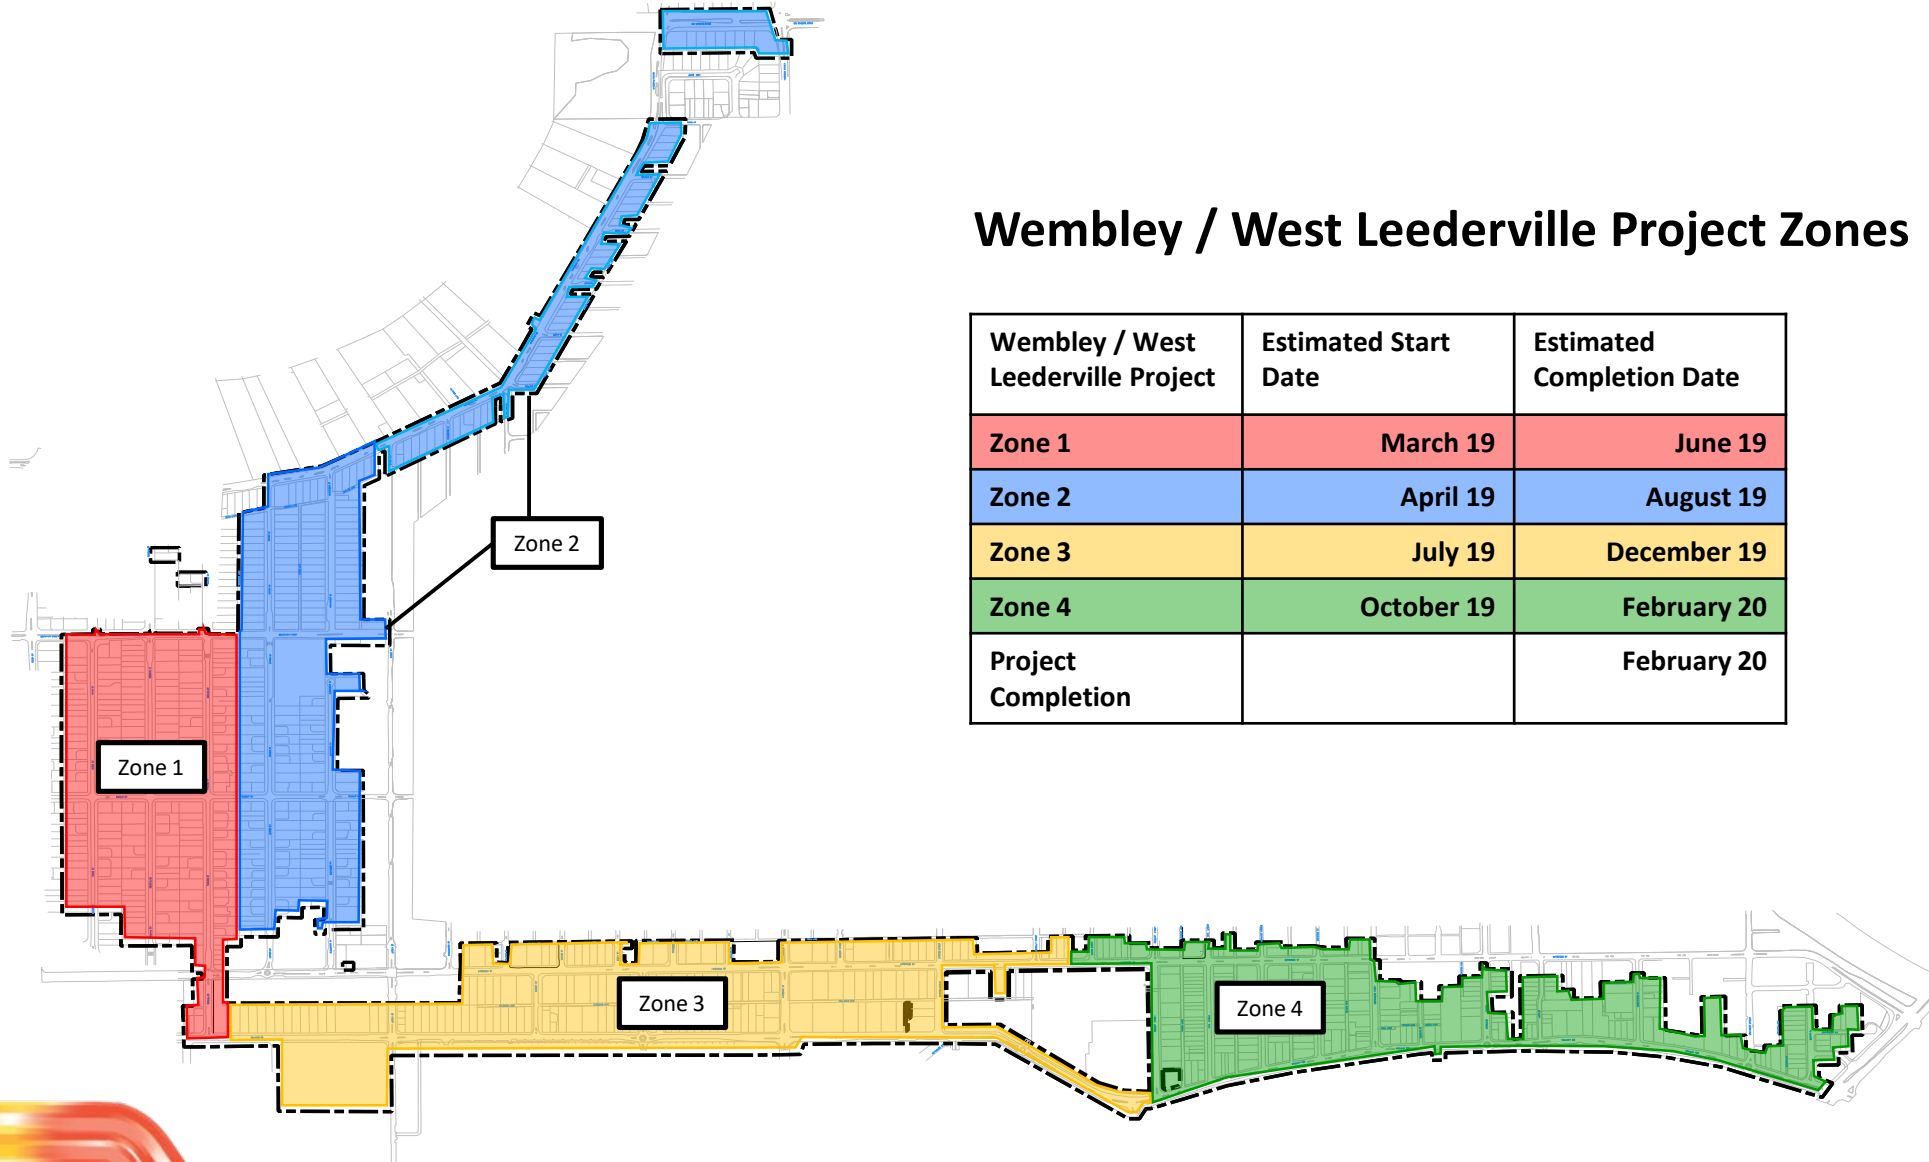 Wembley / West Leederville Project Zones
Wembley / West
Leederville Project
Estimated Start
Date
Estimated
Completion Date
Zone 1
March 19
June 19
Zone 2
April 19
August 19
Zone 3
July 19
December 19
Zone 4
October 19
February 20
Project
Completion
February 20
Zone 2
Zone 1
Zone 3
Zone 4